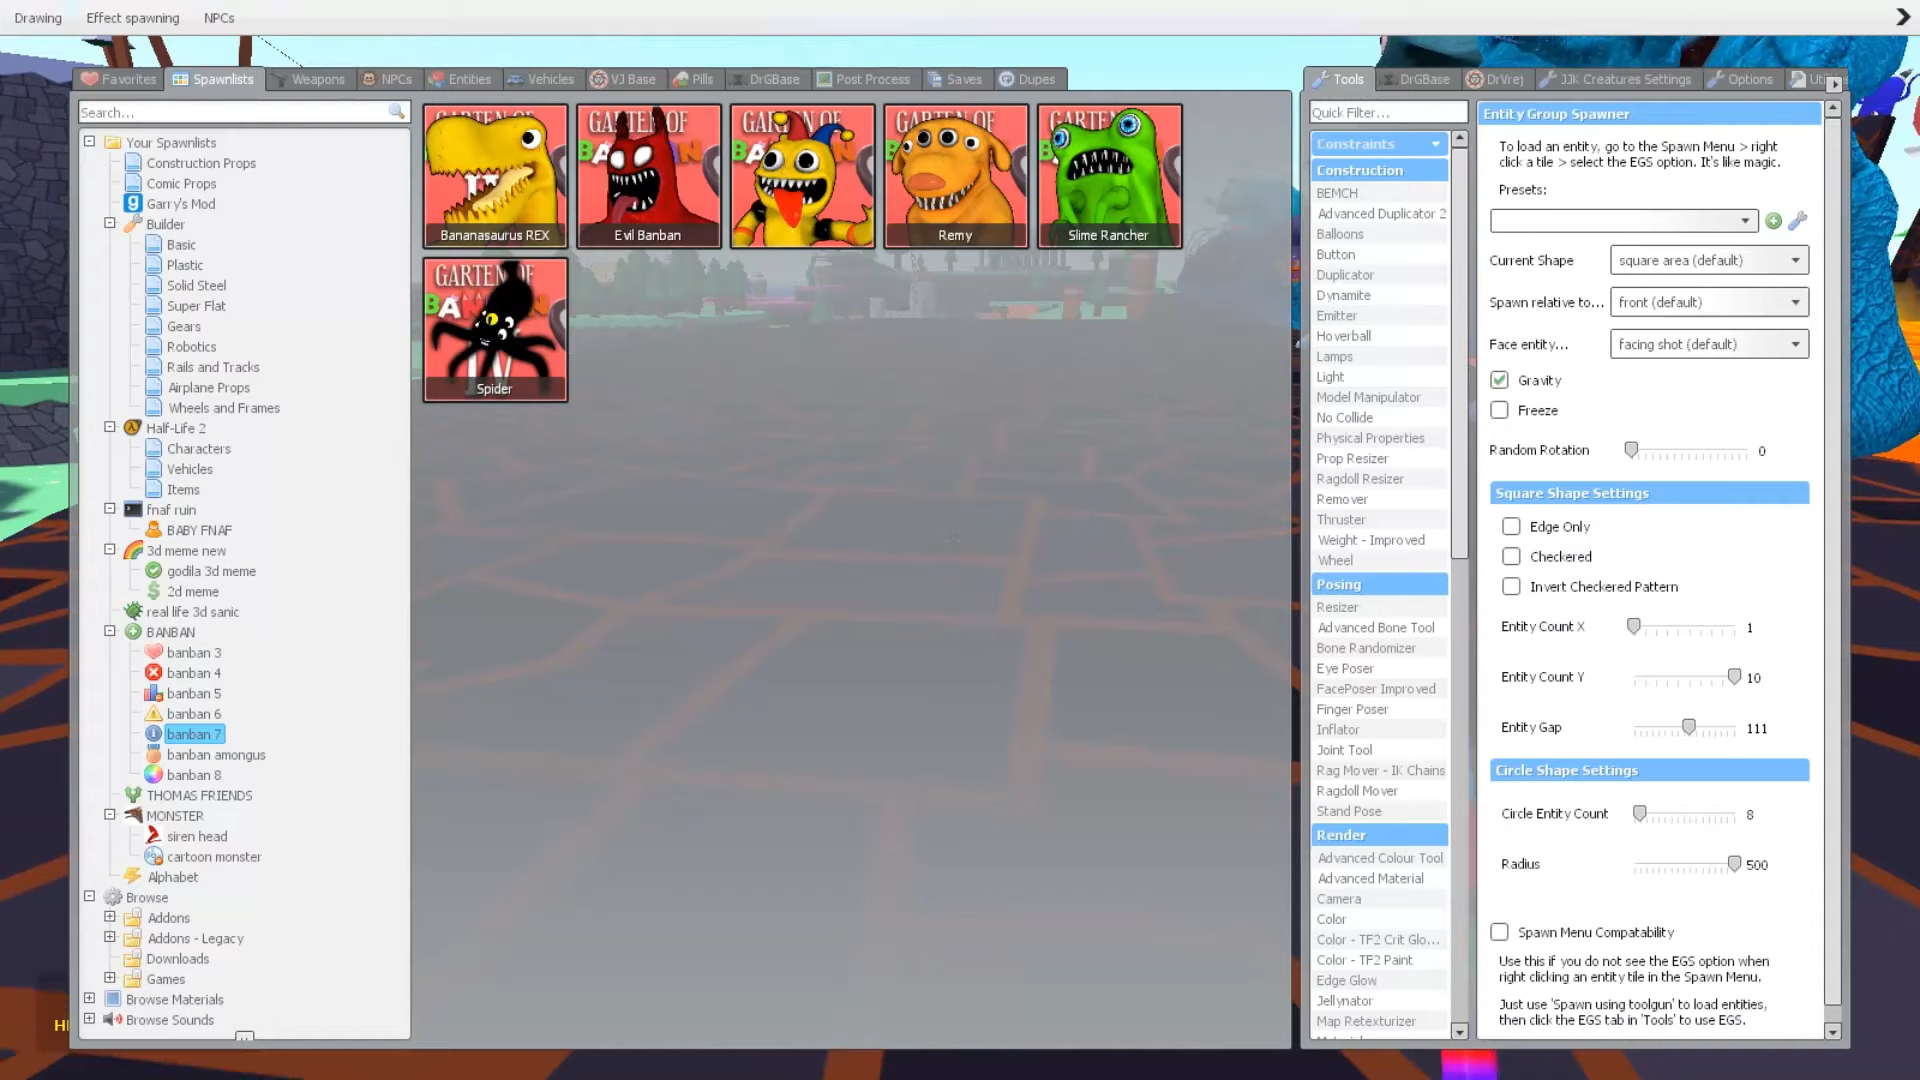 Drawing
Effect spawning
NPCs
Favorites
Spawnlists
Weapons
NPCs
Entities
Vehicles
VJ Base
Pills
DrGBase
Post Process
Saves
Dupes
Search...
Your Spawnlists
Construction Props
Comic Props
Garry's Mod
Builder
Basic
Plastic
Solid Steel
Super Flat
Gears
Robotics
Rails and Tracks
Airplane Props
Wheels and Frames
Half-Life 2
Characters
Vehicles
Items
fnaf ruin
BABY FNAF
3d meme new
godila 3d meme
2d meme
real life 3d sanic
BANBAN
banban 3
banban 4
banban 5
banban 6
banban 7
banban amongus
banban 8
THOMAS FRIENDS
MONSTER
siren head
cartoon monster
Alphabet
Browse
Addons
Addons - Legacy
Downloads
Games
Browse Materials
Browse Sounds
GARTEN OF
Bananasaurus REX
GARTEN OF
Evil Banban
GARTEN OF
GARTEN OF
Remy
GARTEN OF
Slime Rancher
GARTEN OF
Spider
Tools
DrGBase
DrVrej
JJK Creatures Settings
Options
Quick Filter...
Constraints
Construction
BEMCH
Advanced Duplicator 2
Balloons
Button
Duplicator
Dynamite
Emitter
Hoverball
Lamps
Light
Model Manipulator
No Collide
Physical Properties
Prop Resizer
Ragdoll Resizer
Remover
Thruster
Weight - Improved
Wheel
Posing
Resizer
Advanced Bone Tool
Bone Randomizer
Eye Poser
FacePoser Improved
Finger Poser
Inflator
Joint Tool
Rag Mover - IK Chains
Ragdoll Mover
Stand Pose
Render
Advanced Colour Tool
Advanced Material
Camera
Color
Color - TF2 Crit Glo...
Color - TF2 Paint
Edge Glow
Jellynator
Map Retexturizer
Entity Group Spawner
To load an entity, go to the Spawn Menu > right
click a tile > select the EGS option. It's like magic.
Presets:
Current Shape square area (default)
Spawn relative to... front (default)
Face entity... facing shot (default)
Gravity
Freeze
Random Rotation 0
Square Shape Settings
Edge Only
Checkered
Invert Checkered Pattern
Entity Count X 1
Entity Count Y 10
Entity Gap 111
Circle Shape Settings
Circle Entity Count 8
Radius 500
Spawn Menu Compatability
Use this if you do not see the EGS option when
right clicking an entity tile in the Spawn Menu.
Just use 'Spawn using toolgun' to load entities,
then click the EGS tab in 'Tools' to use EGS.